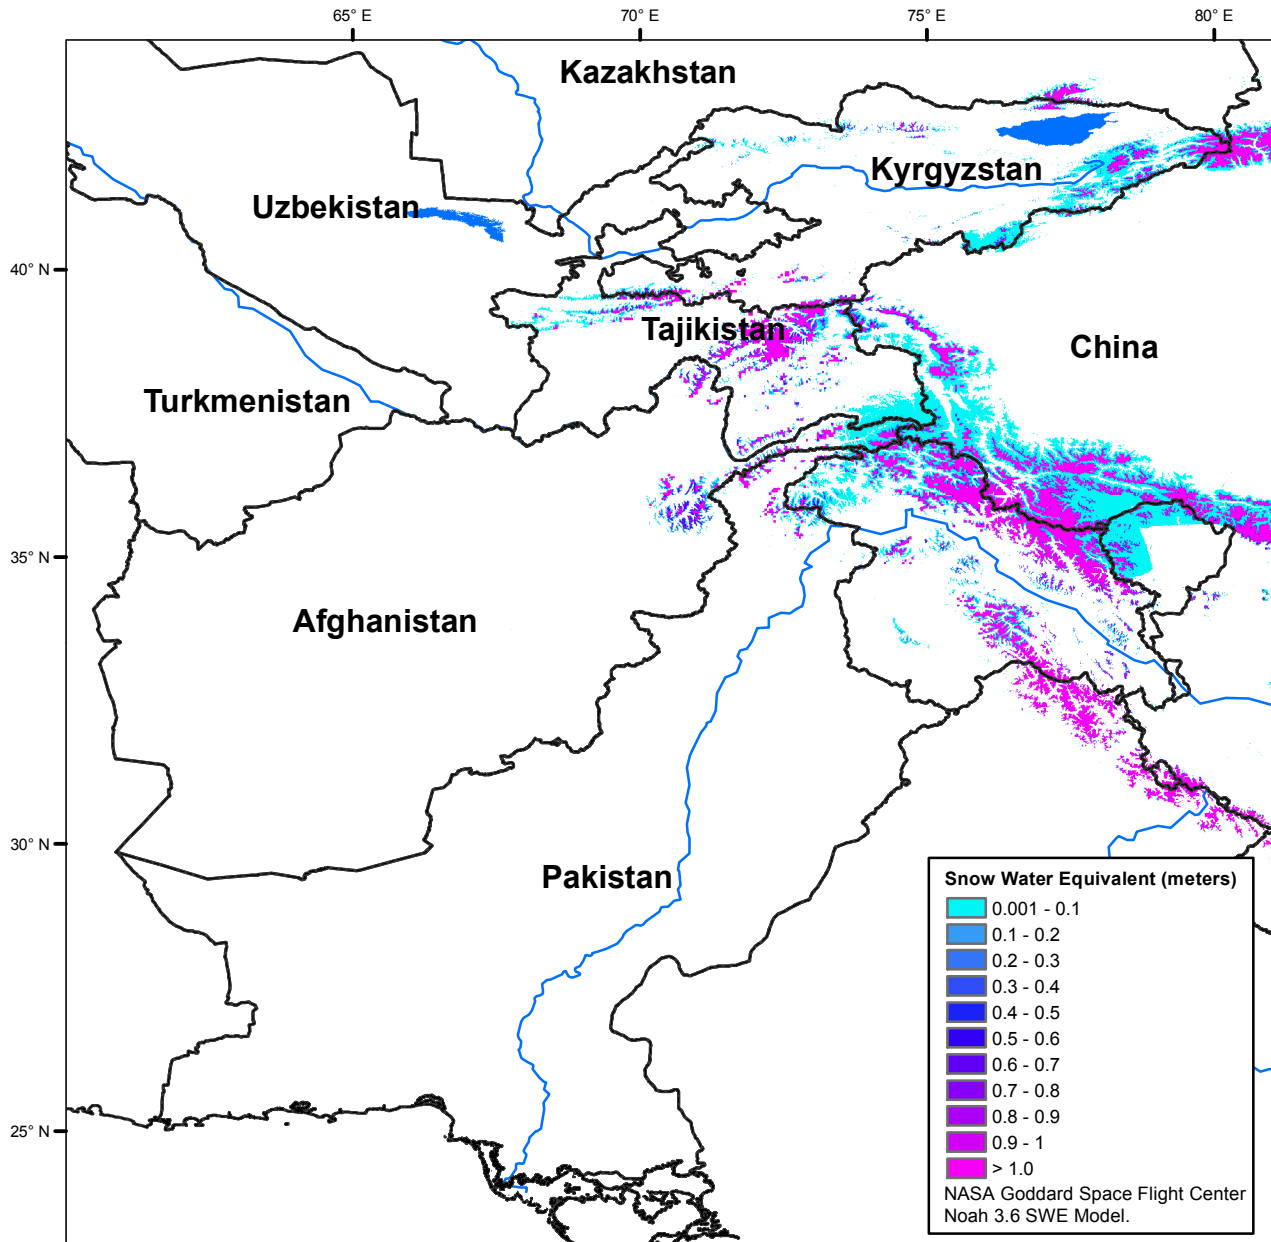 65° E
70° E
75° E
80° E
Kazakhstan
Kyrgyzstan
Uzbekistan
40° N
Tajikistan
China
Turkmenistan
35° N
Afghanistan
30° N
Pakistan
25° N
Snow Water Equivalent (meters)
0.001 - 0.1
0.1 - 0.2
0.2 - 0.3
0.3 - 0.4
0.4 - 0.5
0.5 - 0.6
0.6 - 0.7
0.7 - 0.8
0.8 - 0.9
0.9 - 1
> 1.0
NASA Goddard Space Flight Center
Noah 3.6 SWE Model.